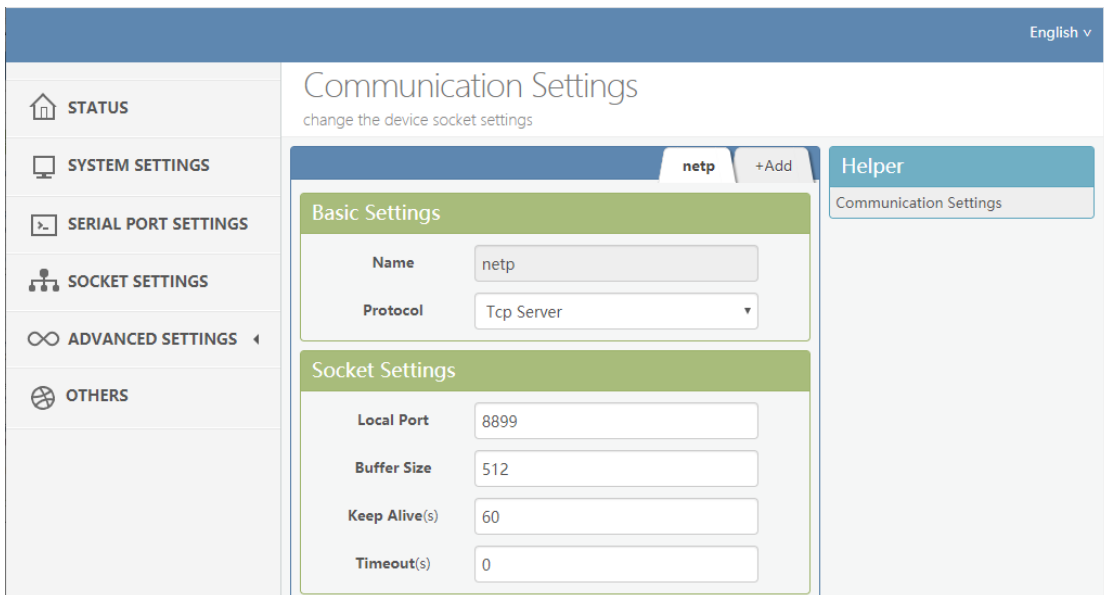 English v
STATUS
SYSTEM SETTINGS
SERIAL PORT SETTINGS
SOCKET SETTINGS
ADVANCED SETTINGS
OTHERS
Communication Settings
change the device socket settings
netp
+Add
Basic Settings
Name netp
Protocol Tcp Server
Socket Settings
Local Port 8899
Buffer Size 512
Keep Alive(s) 60
Timeout(s) 0
Helper
Communication Settings